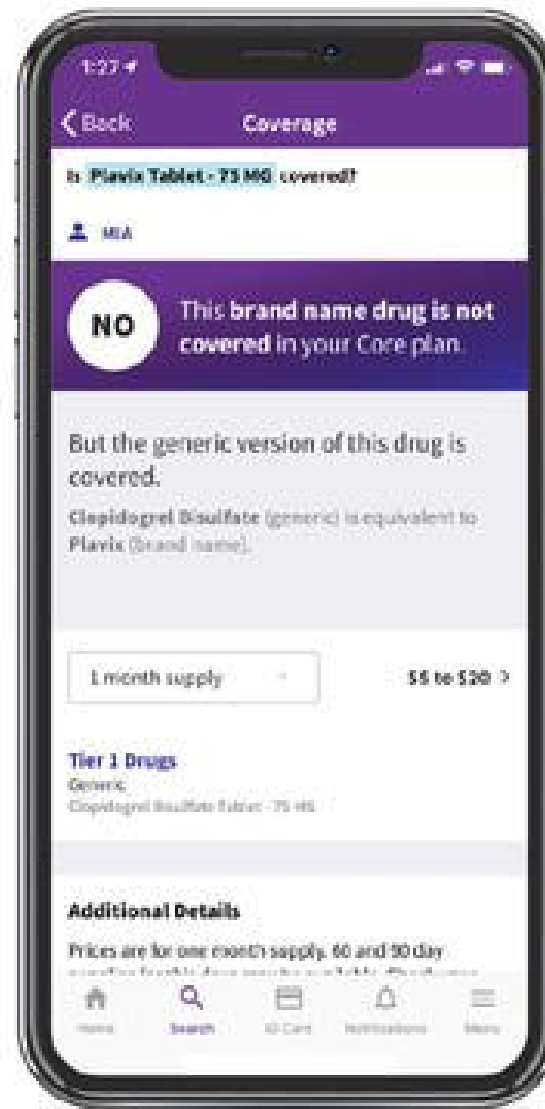 1:27
Back
Coverage
Is Plavix Tablet - 75 MG covered?
MIA
NO
This brand name drug is not
covered in your Core plan.
But the generic version of this drug is
covered.
Clopidogrel Bisulfate (generic) is equivalent to
Plavix (brand name).
1 month supply
$5 to $20
Tier 1 Drugs
Generic
Clopidogrel Bisulfate Tablet - 75 MG
Additional Details
Prices are for one month supply. 60 and 90 day
Home
Search
ID Card
Notifications
Menu